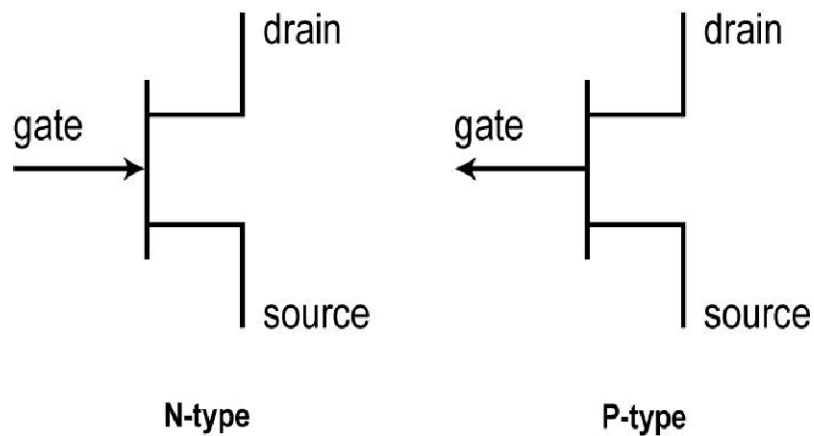 drain
drain
gate
gate
source
source
N-type
P-type